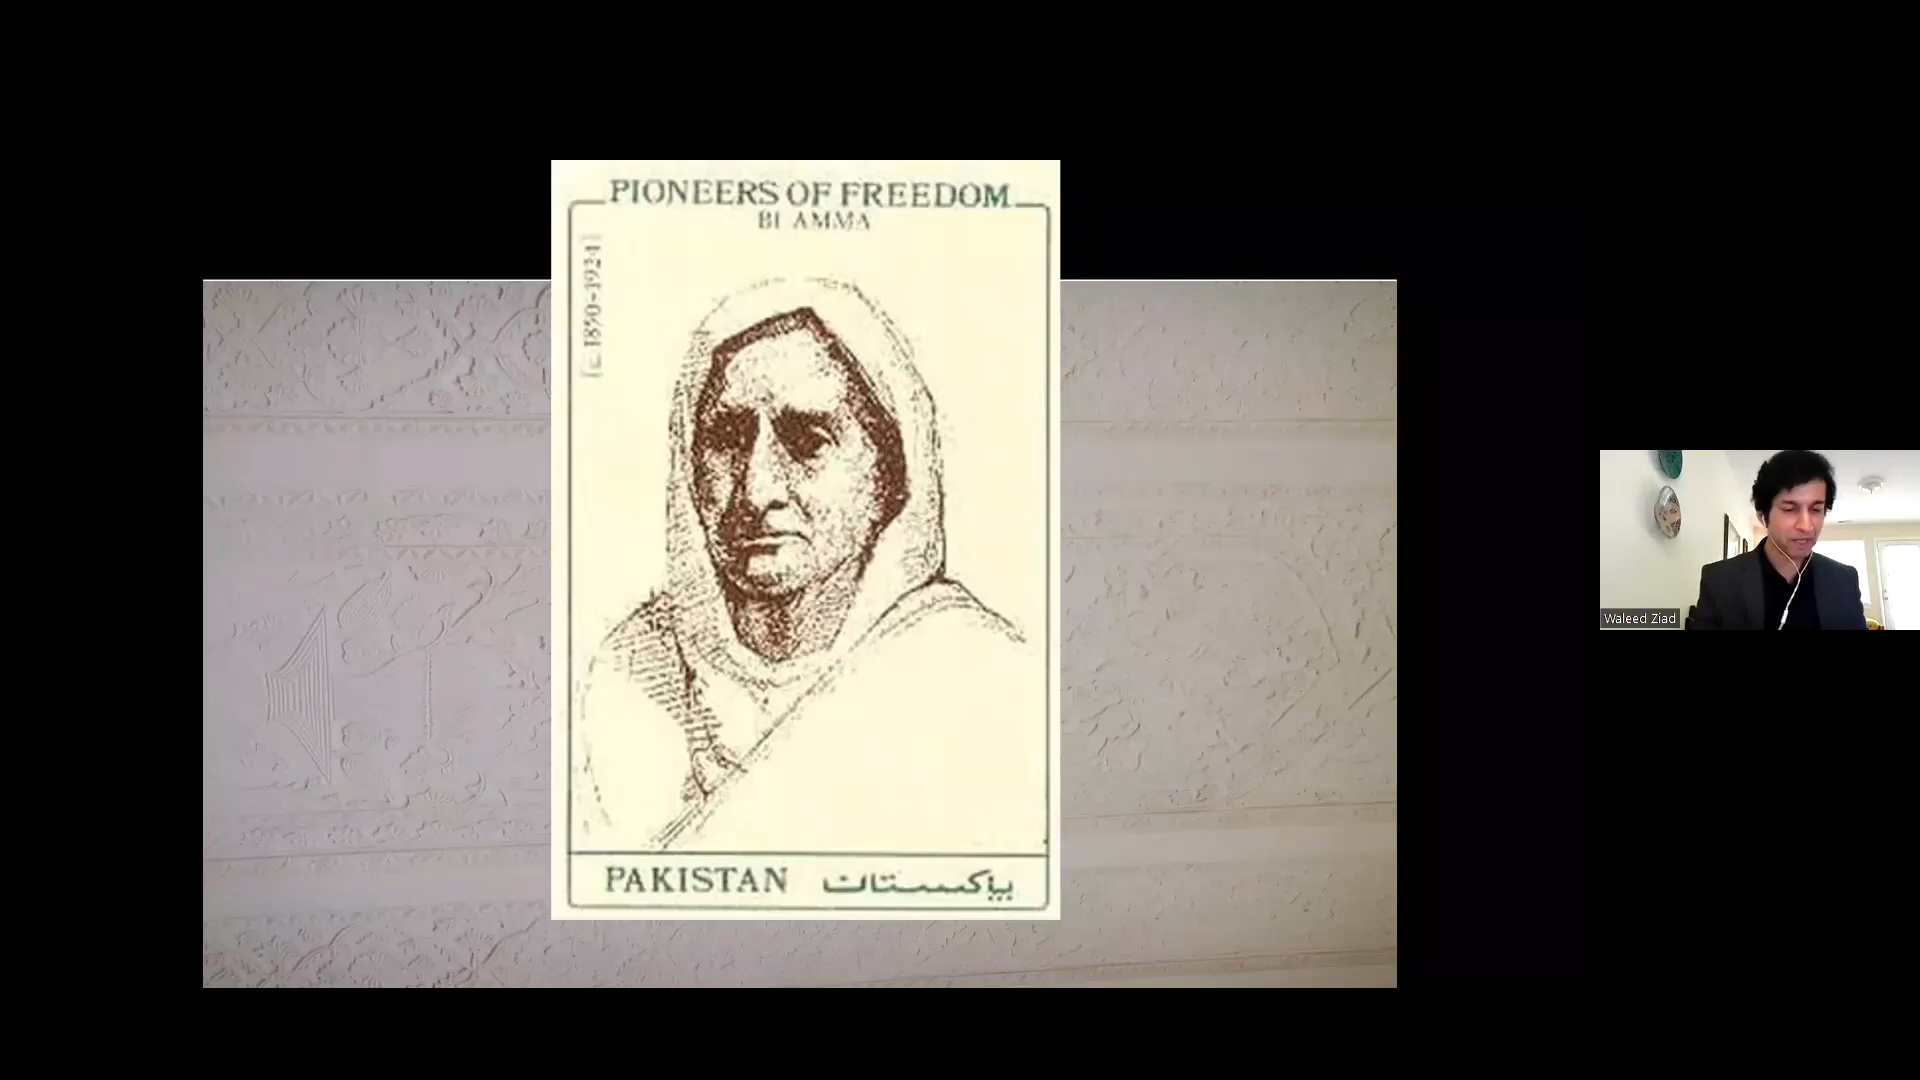 PIONEERS OF FREEDOM
BI AMMA
[c. 1850-1924]
PAKISTAN پاکستان
Waleed Ziad